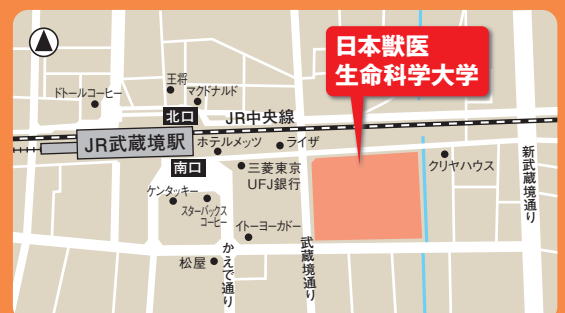 日本獣医
生命科学大学
王将
ドトールコーヒー
マクドナルド
北口
JR中央線
JR武蔵境駅
ホテルメッツ
ライザ
南口
三菱東京
UFJ銀行
クリヤハウス
ケンタッキー
スターバックス
コーヒー
イトーヨーカドー
松屋
かえで通り
武蔵境通り
新武蔵境通り